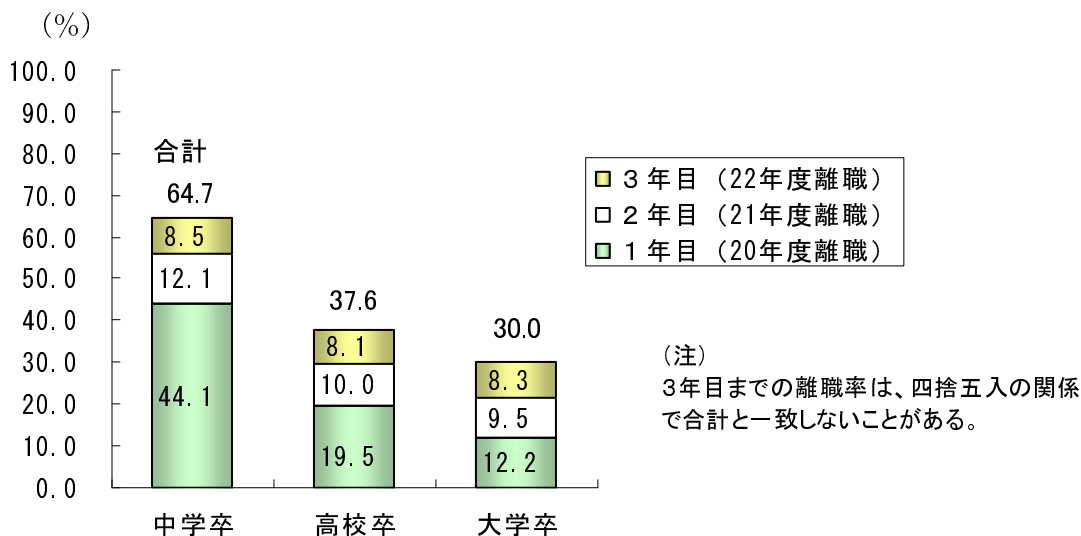 (%)
100.0
90.0
80.0
70.0
60.0
50.0
40.0
30.0
20.0
10.0
0.0
合計
64.7
8.5
12.1
44.1
37.6
8.1
10.0
19.5
30.0
8.3
9.5
12.2
中学卒
高校卒
大学卒
3年目(22年度離職)
2年目(21年度離職)
1年目(20年度離職)
(注)
3年目までの離職率は、四捨五入の関係
で合計と一致しないことがある。